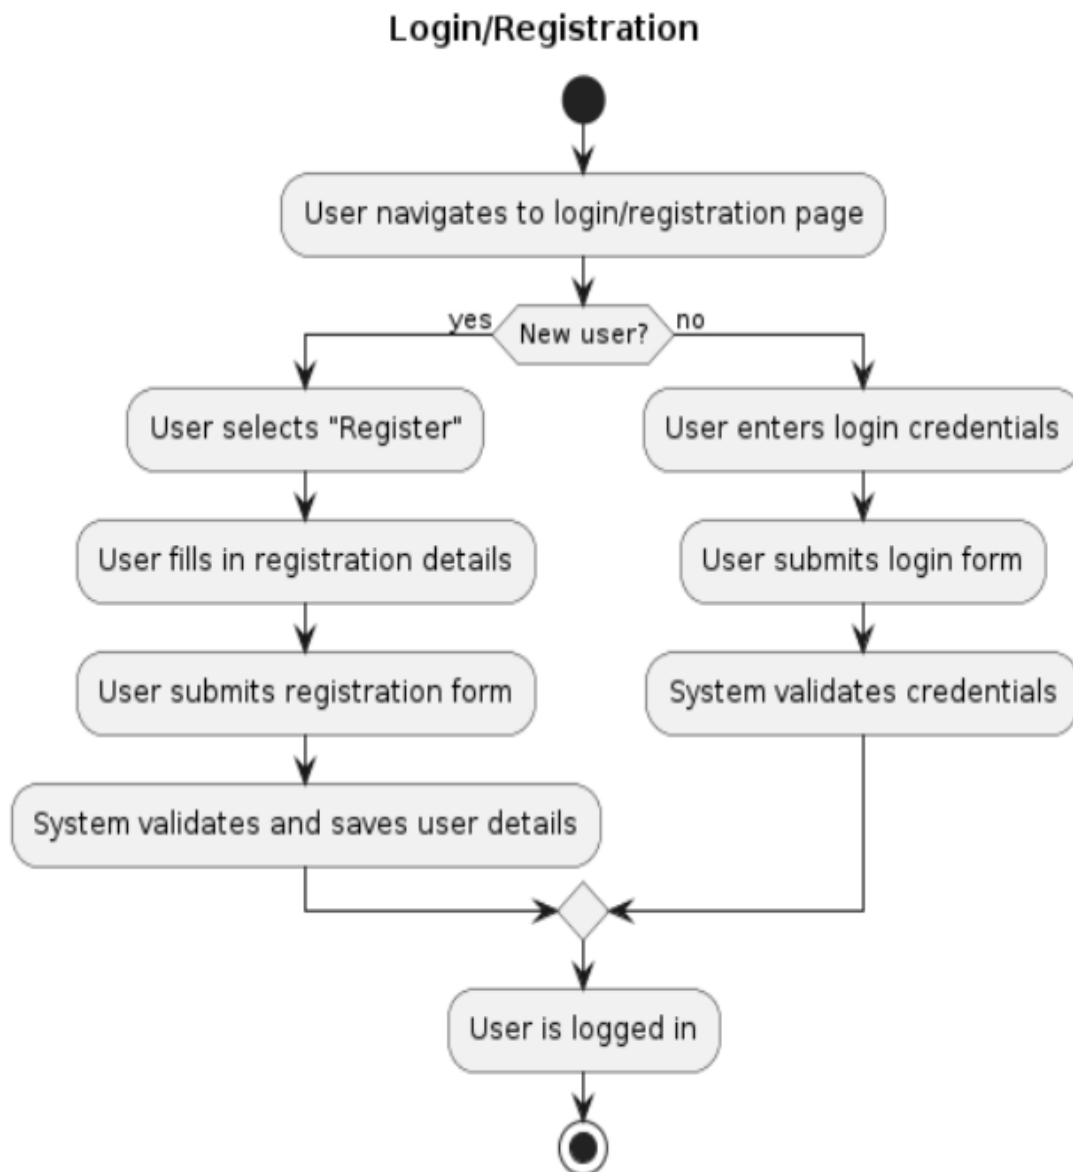 Login/Registration
User navigates to login/registration page
yes
New user?
no
User selects "Register"
User enters login credentials
User fills in registration details
User submits login form
User submits registration form
System validates credentials
System validates and saves user details
User is logged in